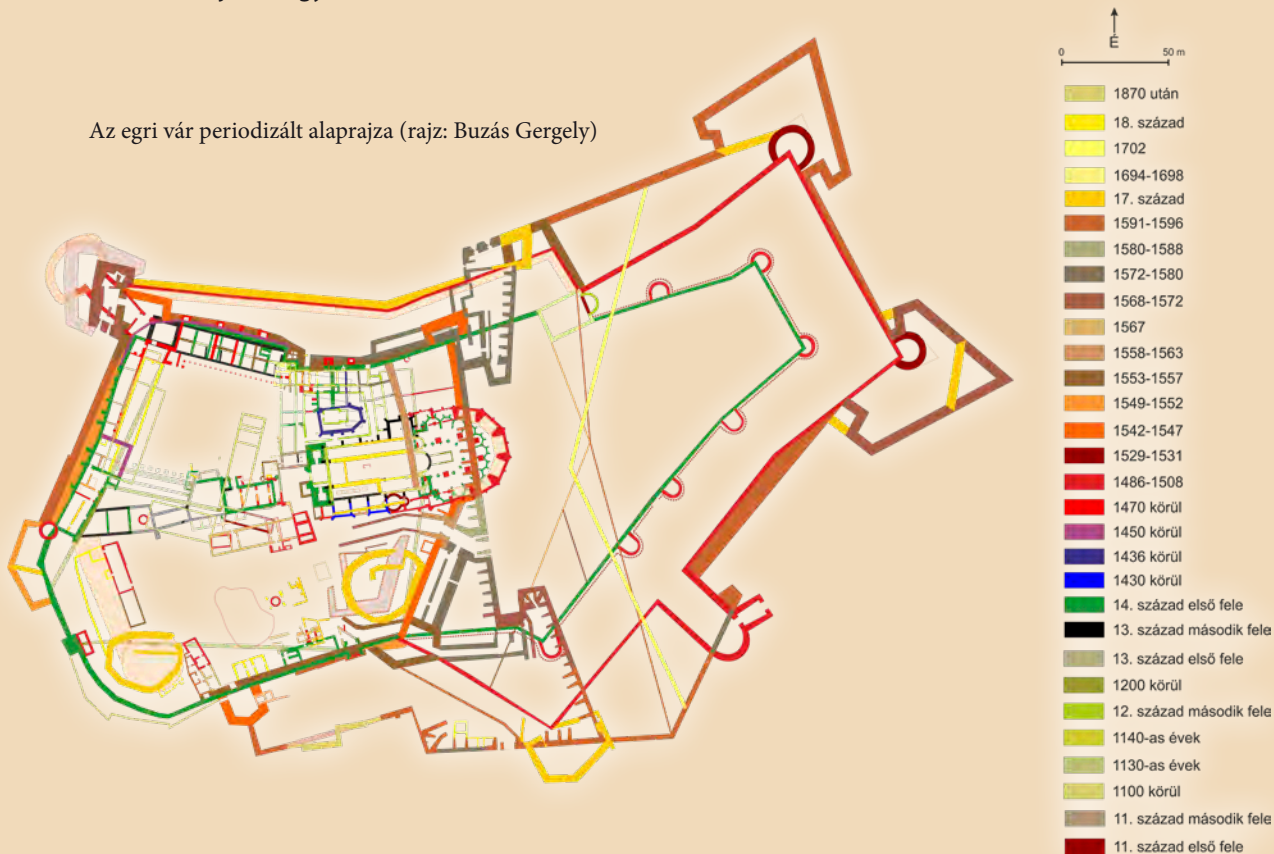 Az egri vár periodizált alaprajza (rajz: Buzás Gergely)
É
0 50 m
1870 után
18. század
1702
1694-1698
17. század
1591-1596
1580-1588
1572-1580
1568-1572
1567
1558-1563
1553-1557
1549-1552
1542-1547
1529-1531
1486-1508
1470 körül
1450 körül
1436 körül
1430 körül
14. század első fele
13. század második fele
13. század első fele
1200 körül
12. század második fele
1140-as évek
1130-as évek
1100 körül
11. század második fele
11. század első fele